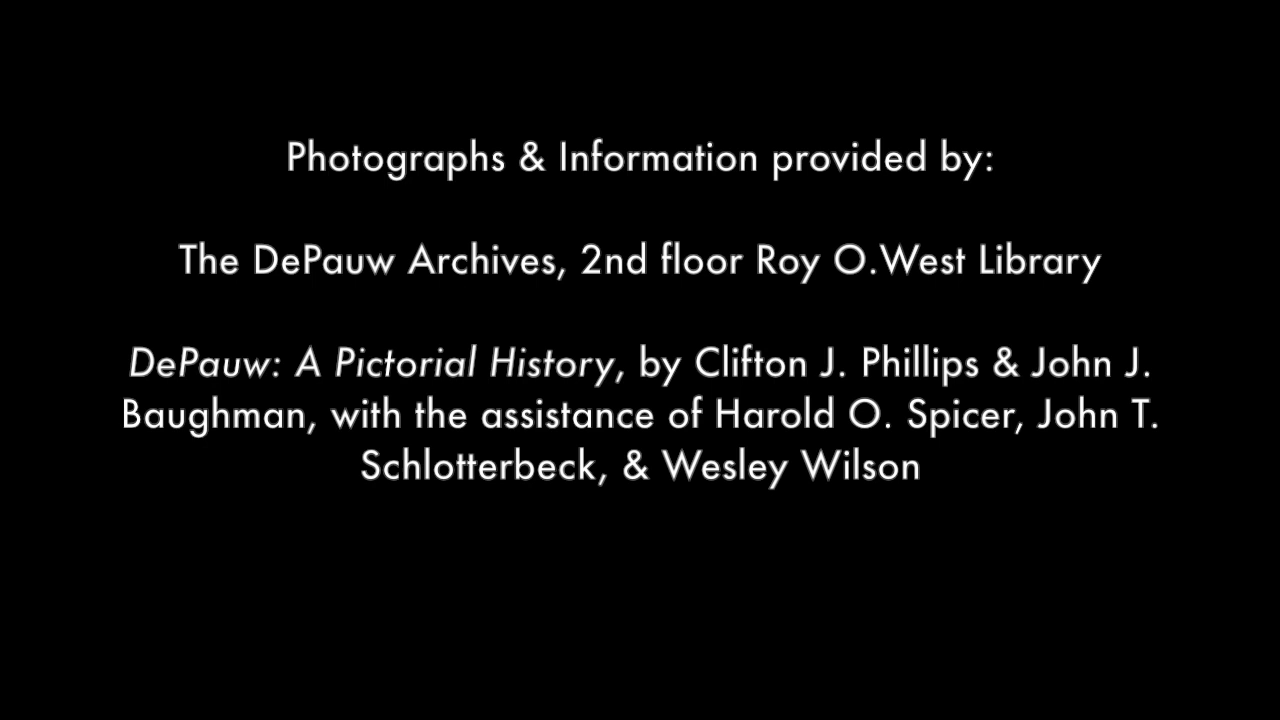 Photographs & Information provided by:
The DePauw Archives, 2nd floor Roy O.West Library
DePauw: A Pictorial History, by Clifton J. Phillips & John J.
Baughman, with the assistance of Harold O. Spicer, John T.
Schlotterbeck, & Wesley Wilson